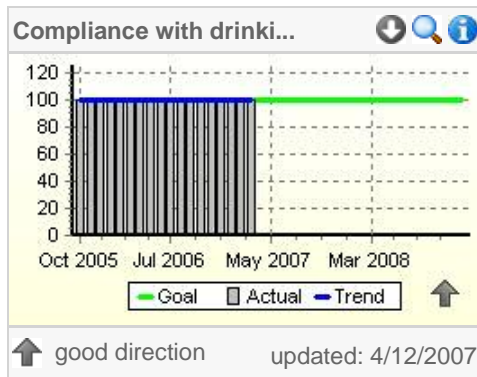 Compliance with drinki...
120
100
80
60
40
20
0
Oct 2005 Jul 2006 May 2007 Mar 2008
Goal Actual Trend
good direction updated: 4/12/2007